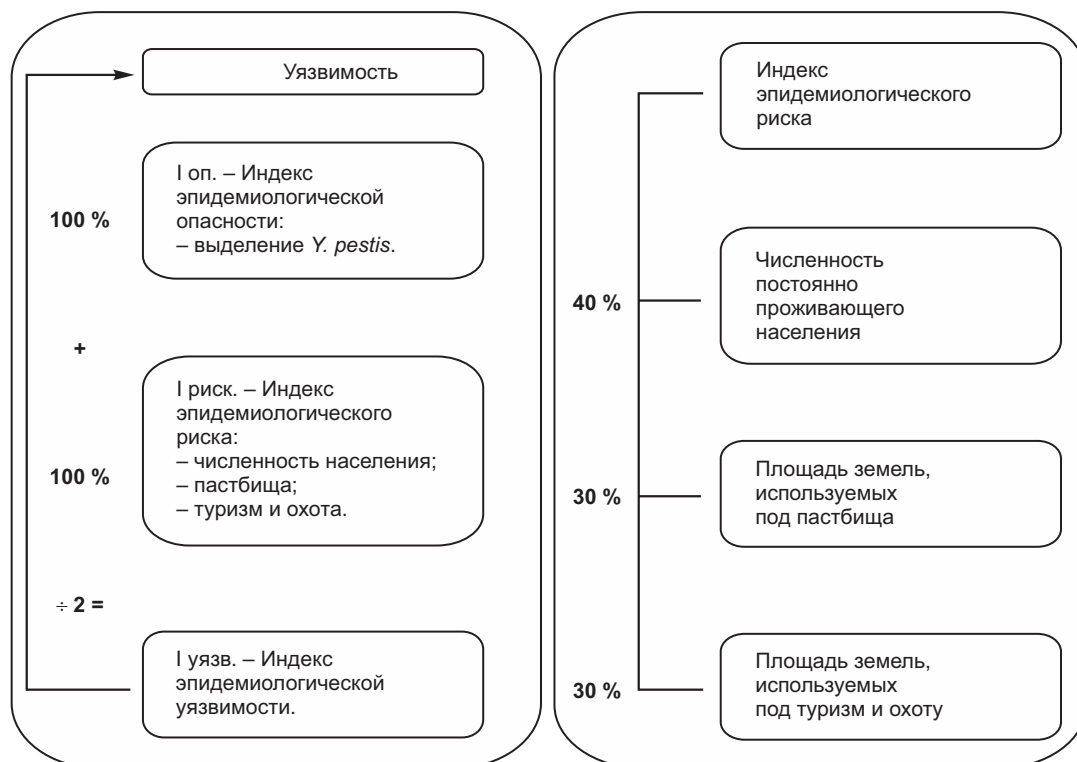 Уязвимость
100 %
I оп. – Индекс
эпидемиологической
опасности:
– выделение Y. pestis.
+
100 %
I риск. – Индекс
эпидемиологического
риска:
– численность населения;
– пастбища;
– туризм и охота.
÷ 2 =
I уязв. – Индекс
эпидемиологической
уязвимости.
Индекс
эпидемиологического
риска
40 %
Численность
постоянно
проживающего
населения
30 %
Площадь земель,
используемых
под пастбища
30 %
Площадь земель,
используемых
под туризм и охоту